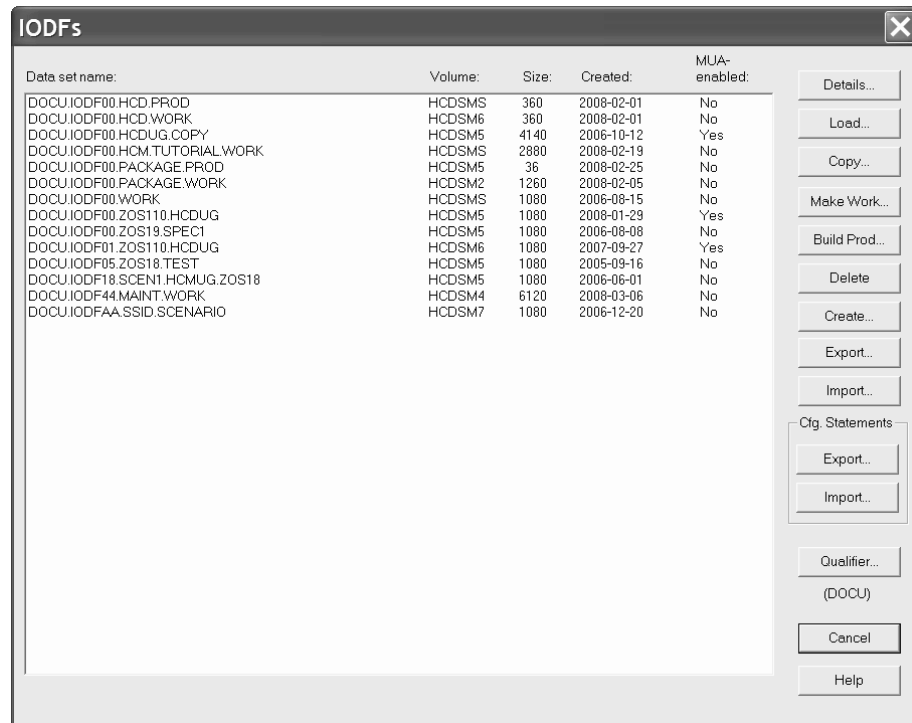 IODFs
MUA-
Data set name: Volume: Size: Created: enabled:
DOCU.IODF00.HCD.PROD HCDSMS 360 2008-02-01 No
DOCU.IODF00.HCD.WORK HCDSM6 360 2008-02-01 No
DOCU.IODF00.HCDUG.COPY HCDSM5 4140 2006-10-12 Yes
DOCU.IODF00.HCM.TUTORIAL.WORK HCDSMS 2880 2008-02-19 No
DOCU.IODF00.PACKAGE.PROD HCDSM5 36 2008-02-25 No
DOCU.IODF00.PACKAGE.WORK HCDSM2 1260 2008-02-05 No
DOCU.IODF00.WORK HCDSMS 1080 2006-08-15 No
DOCU.IODF00.ZOS110.HCDUG HCDSM5 1080 2008-01-29 Yes
DOCU.IODF00.ZOS19.SPEC1 HCDSM5 1080 2006-08-08 No
DOCU.IODF01.ZOS110.HCDUG HCDSM6 1080 2007-09-27 Yes
DOCU.IODF05.ZOS18.TEST HCDSM5 1080 2005-09-16 No
DOCU.IODF18.SCEN1.HCMUG.ZOS18 HCDSM5 1080 2006-06-01 No
DOCU.IODF44.MAINT.WORK HCDSM4 6120 2008-03-06 No
DOCU.IODFAA.SSID.SCENARIO HCDSM7 1080 2006-12-20 No
Details...
Load...
Copy...
Make Work...
Build Prod...
Delete
Create...
Export...
Import...
Cfg. Statements
Export...
Import...
Qualifier...
(DOCU)
Cancel
Help